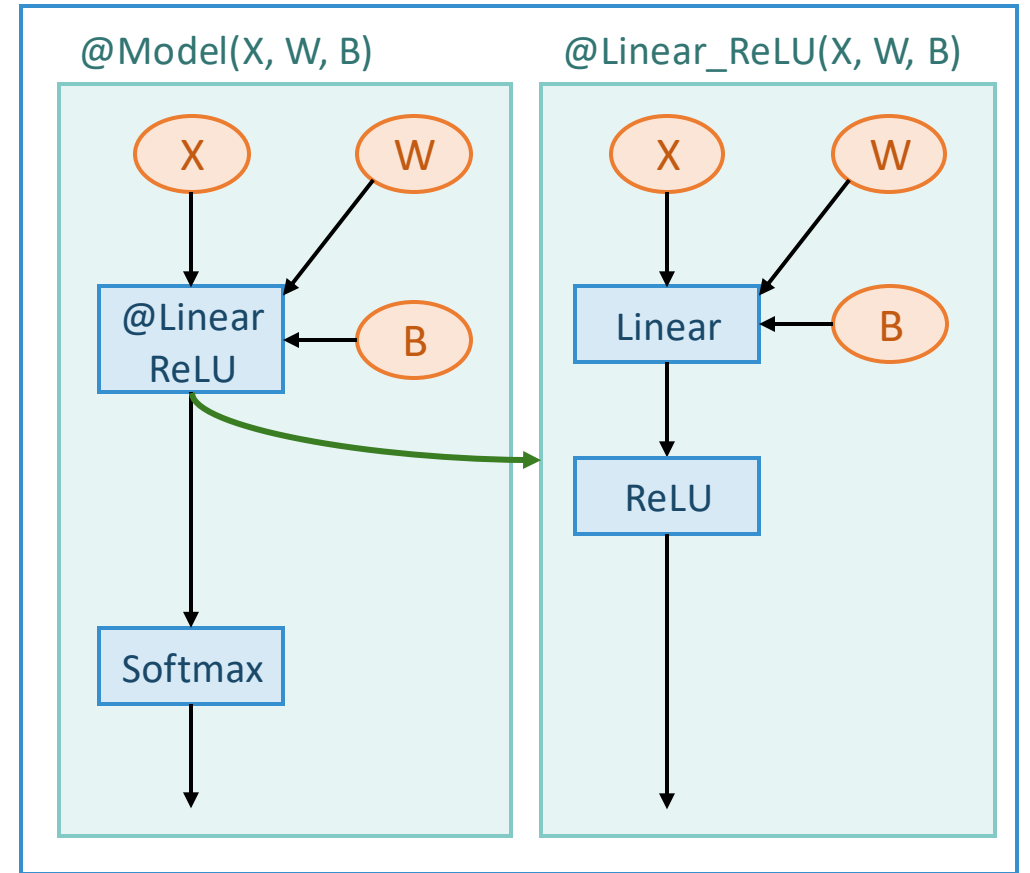 @Model(X, W, B)
X
W
@Linear
ReLU
B
Softmax
@Linear_ReLU(X, W, B)
X
W
Linear
B
ReLU